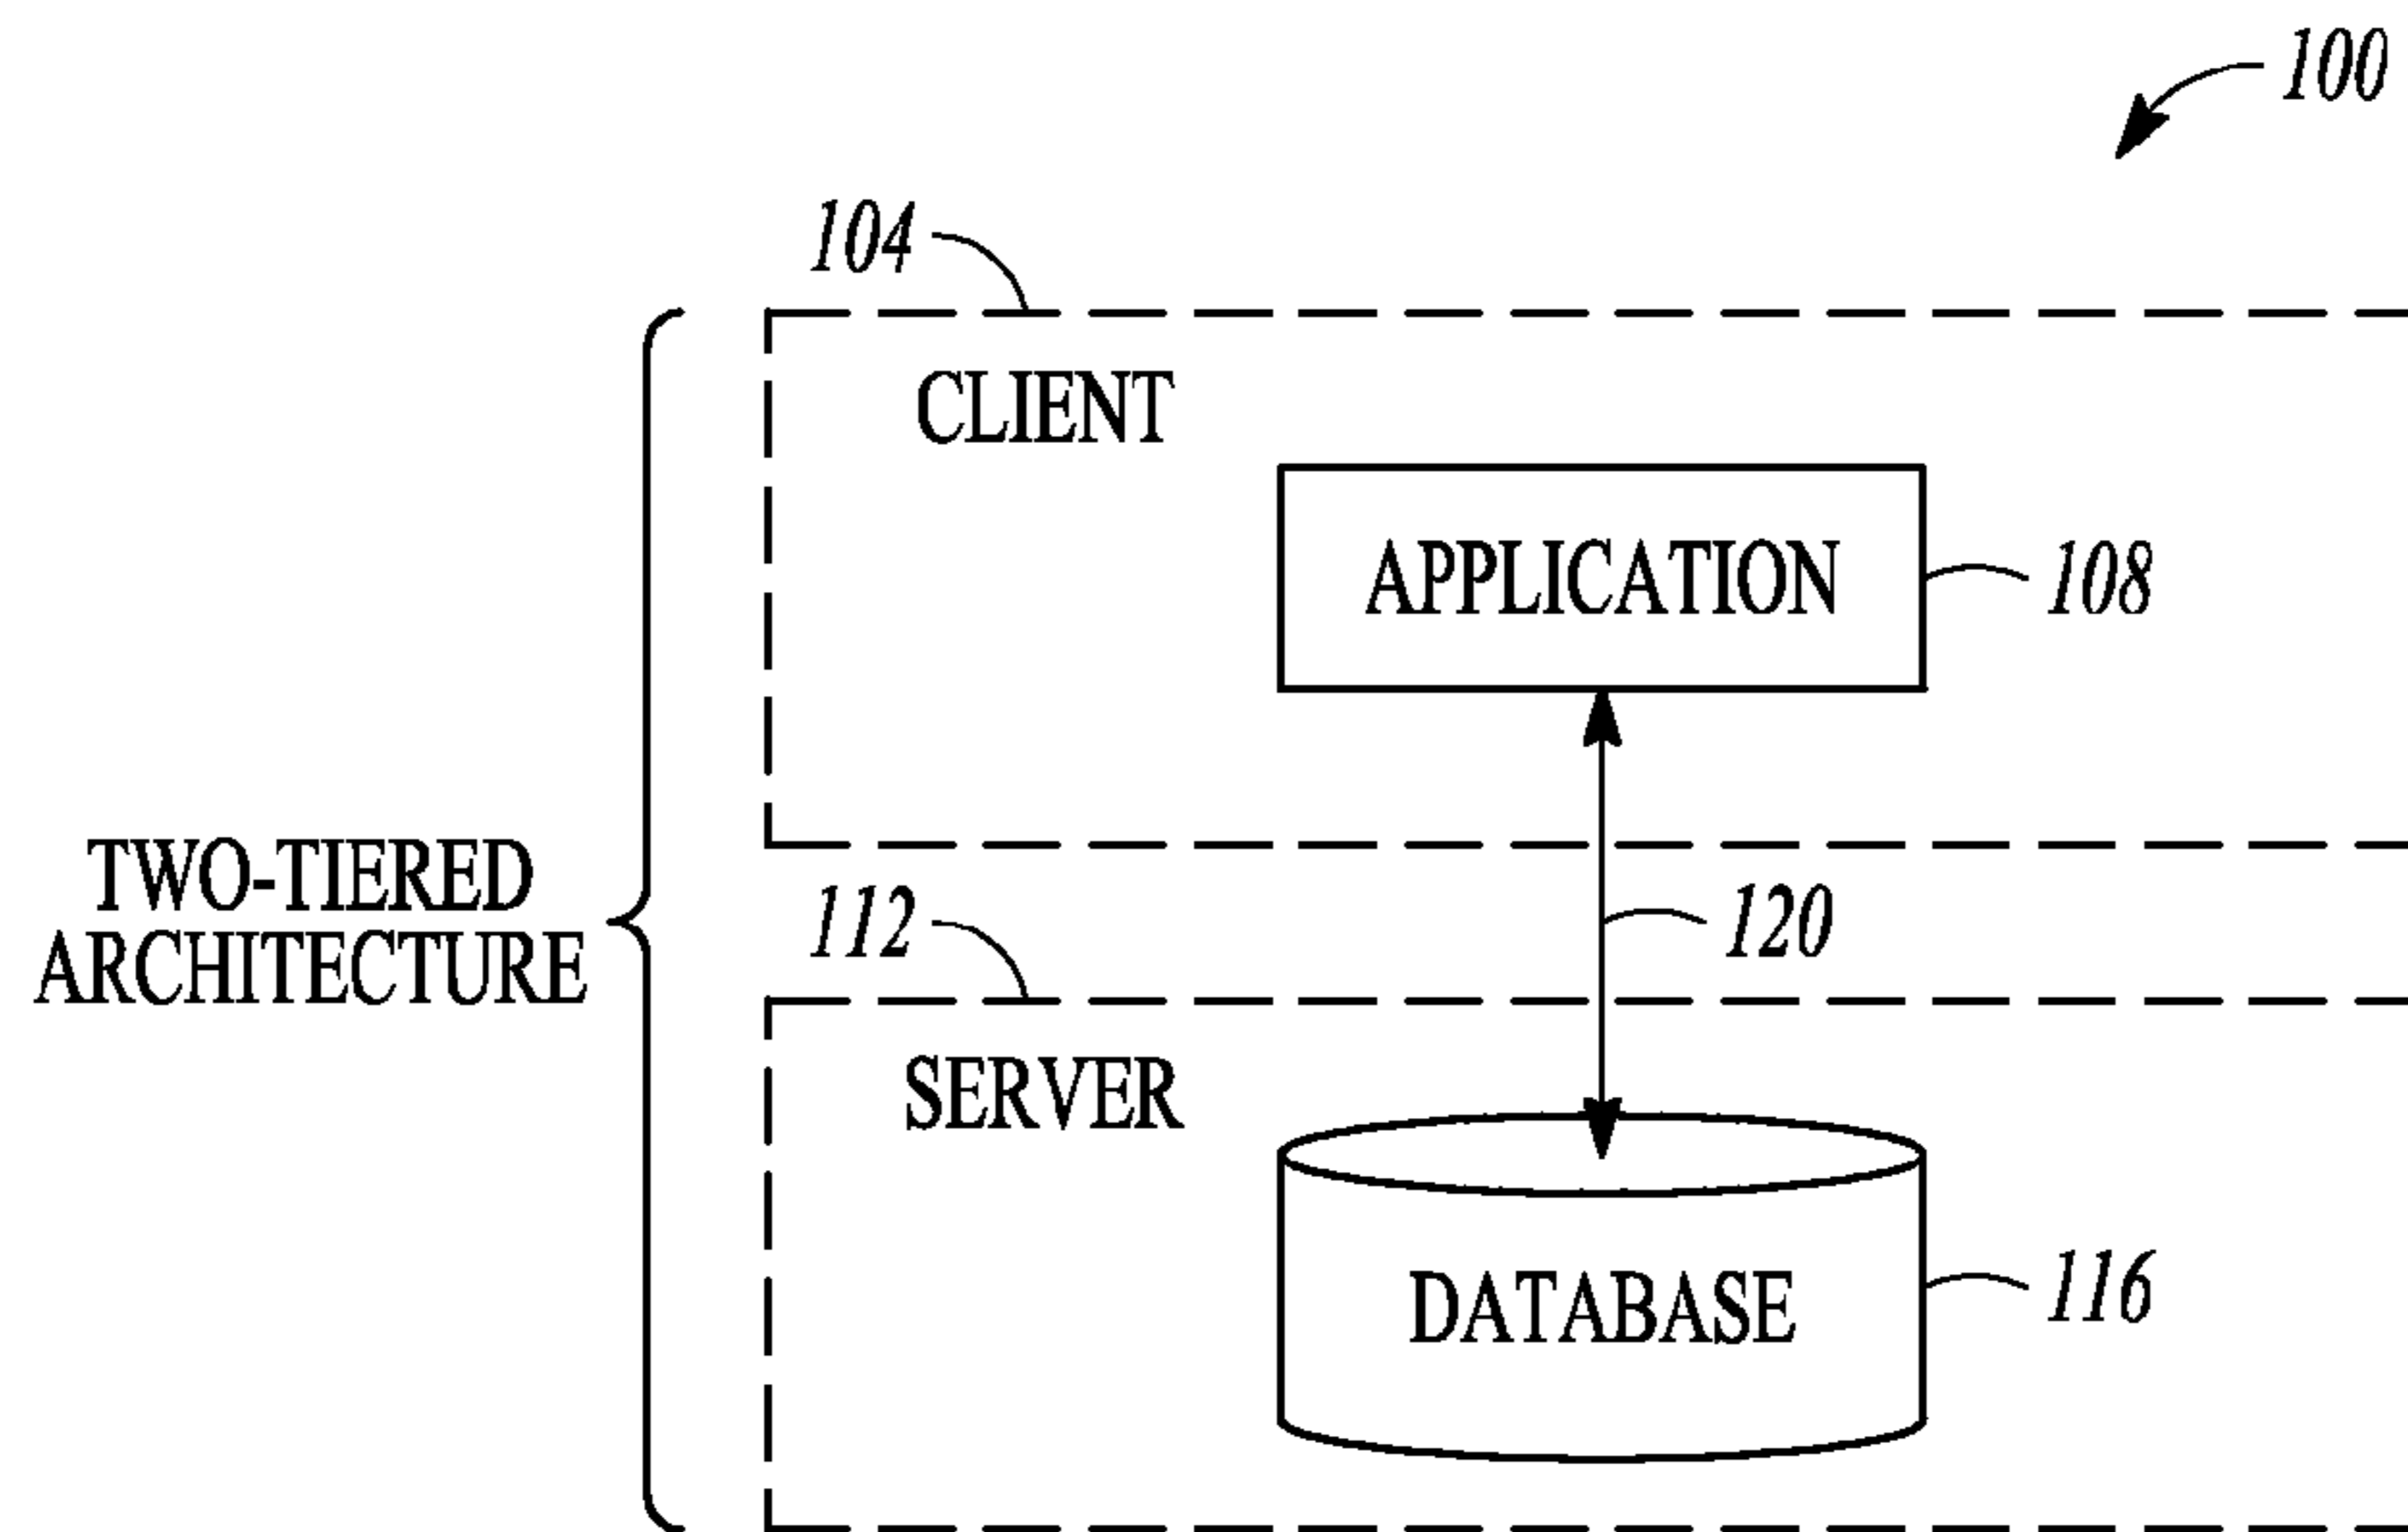 100
104
CLIENT
APPLICATION
108
TWO-TIERED
ARCHITECTURE
112
120
SERVER
DATABASE
116